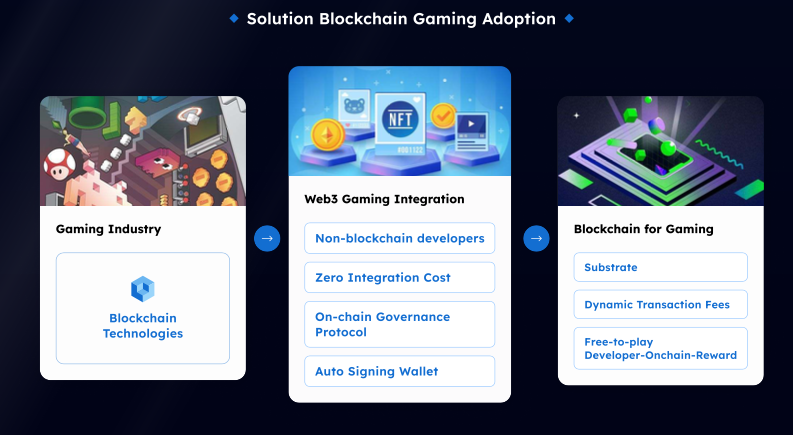 Solution Blockchain Gaming Adoption
Gaming Industry
Blockchain
Technologies
NFT
#001122
Web3 Gaming Integration
Non-blockchain developers
Zero Integration Cost
On-chain Governance
Protocol
Auto Signing Wallet
Blockchain for Gaming
Substrate
Dynamic Transaction Fees
Free-to-play
Developer-Onchain-Reward